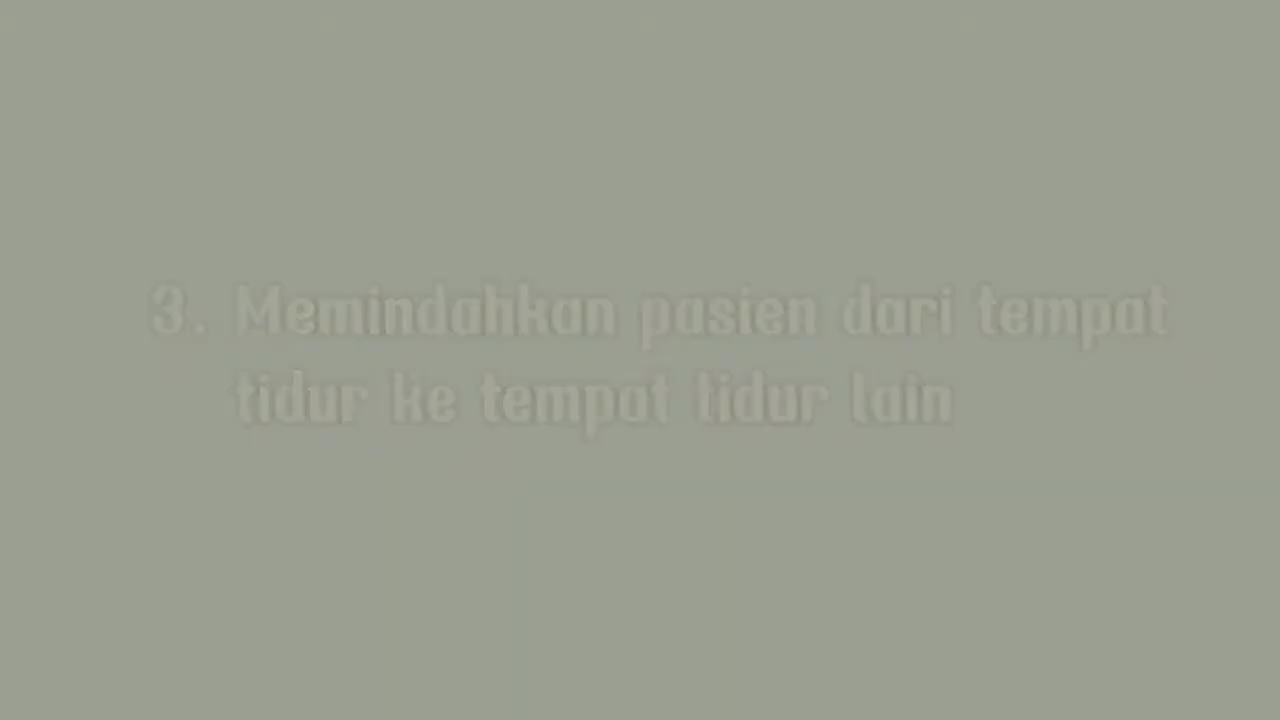 3. Memindahkan pasien dari tempat
tidur ke tempat tidur lain